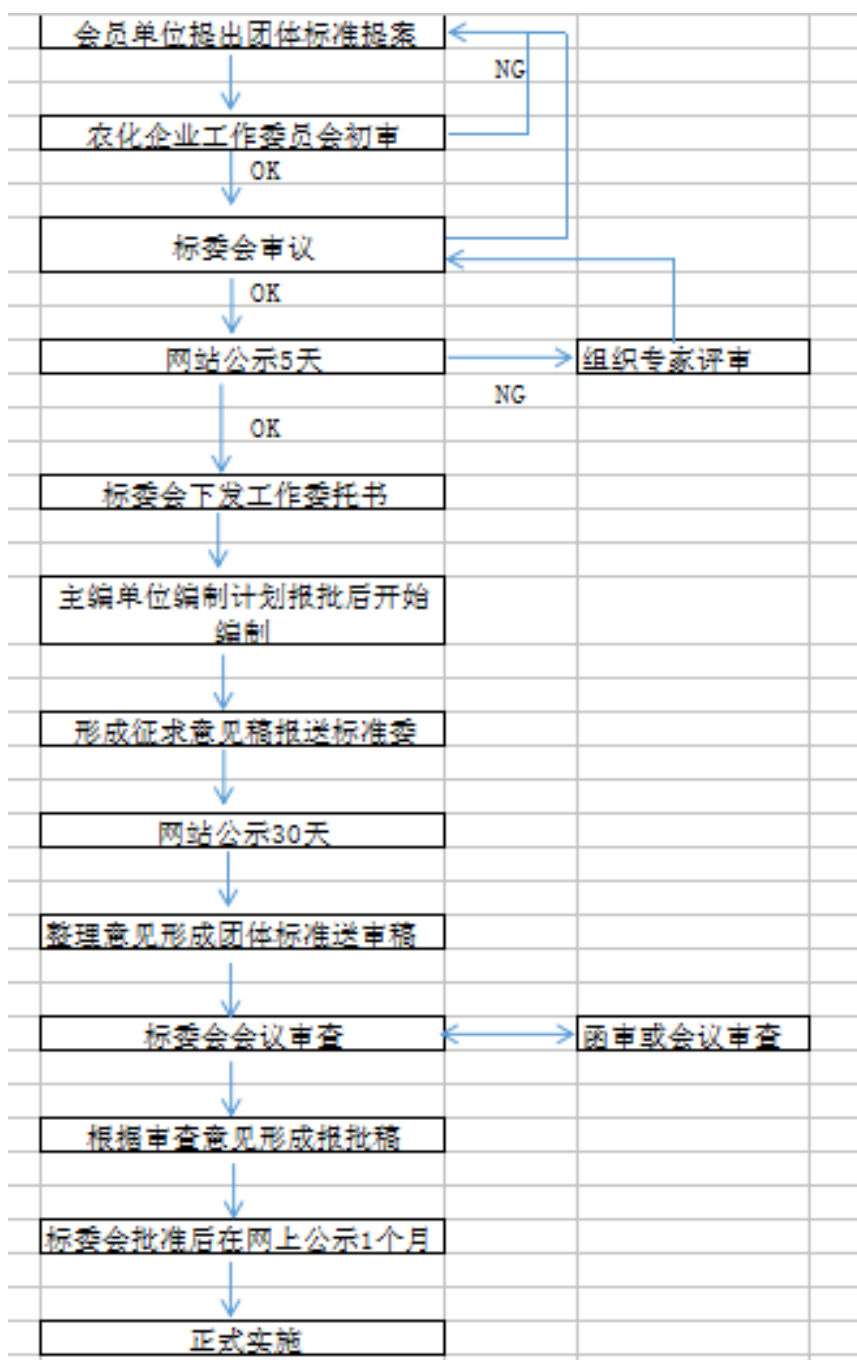 会员单位提出团体标准提案
NG
农化企业工作委员会初审
OK
标委会审议
OK
网站公示5天
组织专家评审
NG
OK
标委会下发工作委托书
主编单位编制计划报批后开始
编制
形成征求意见稿报送标准委
网站公示30天
整理意见形成团体标准送审稿
标委会会议审查
函审或会议审查
根据审查意见形成报批稿
标委会批准后在网上公示1个月
正式实施